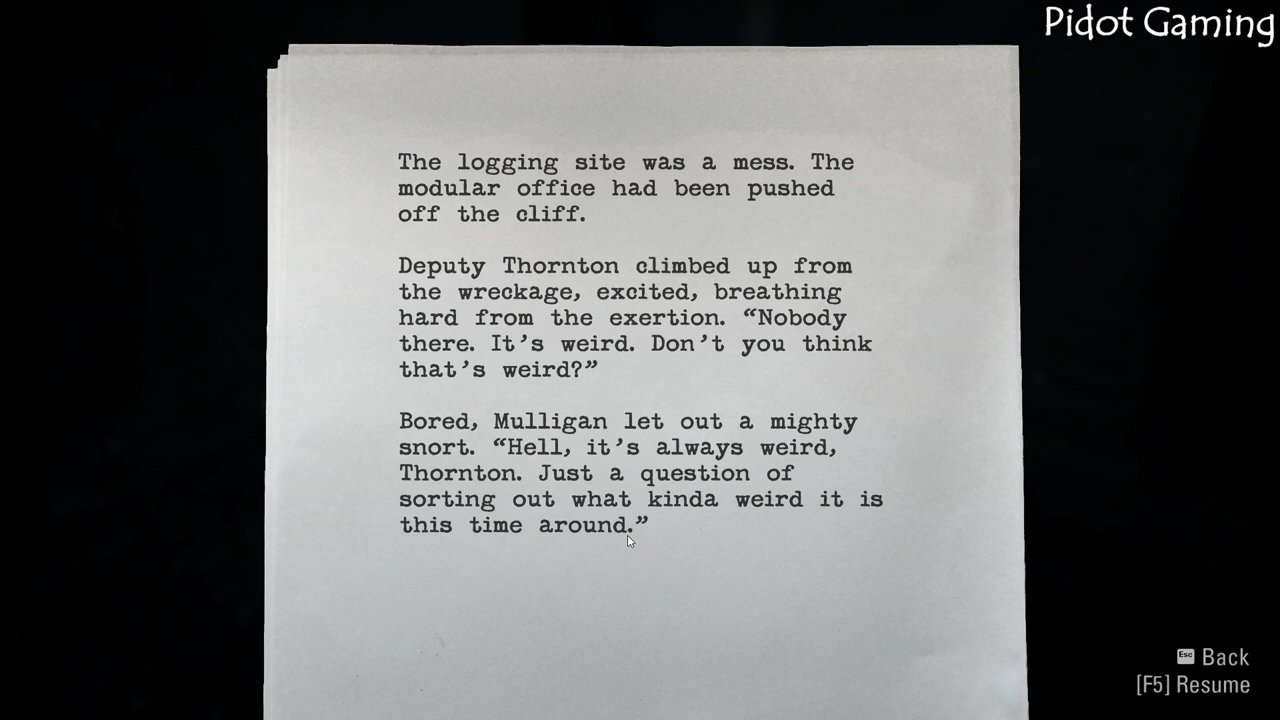 Pidot Gaming
The logging site was a mess. The
modular office had been pushed
off the cliff.
Deputy Thornton climbed up from
the wreckage, excited, breathing
hard from the exertion. “Nobody
there. It’s weird. Don’t you think
that’s weird?”
Bored, Mulligan let out a mighty
snort. “Hell, it’s always weird,
Thornton. Just a question of
sorting out what kinda weird it is
this time around.”
Esc Back
[F5] Resume